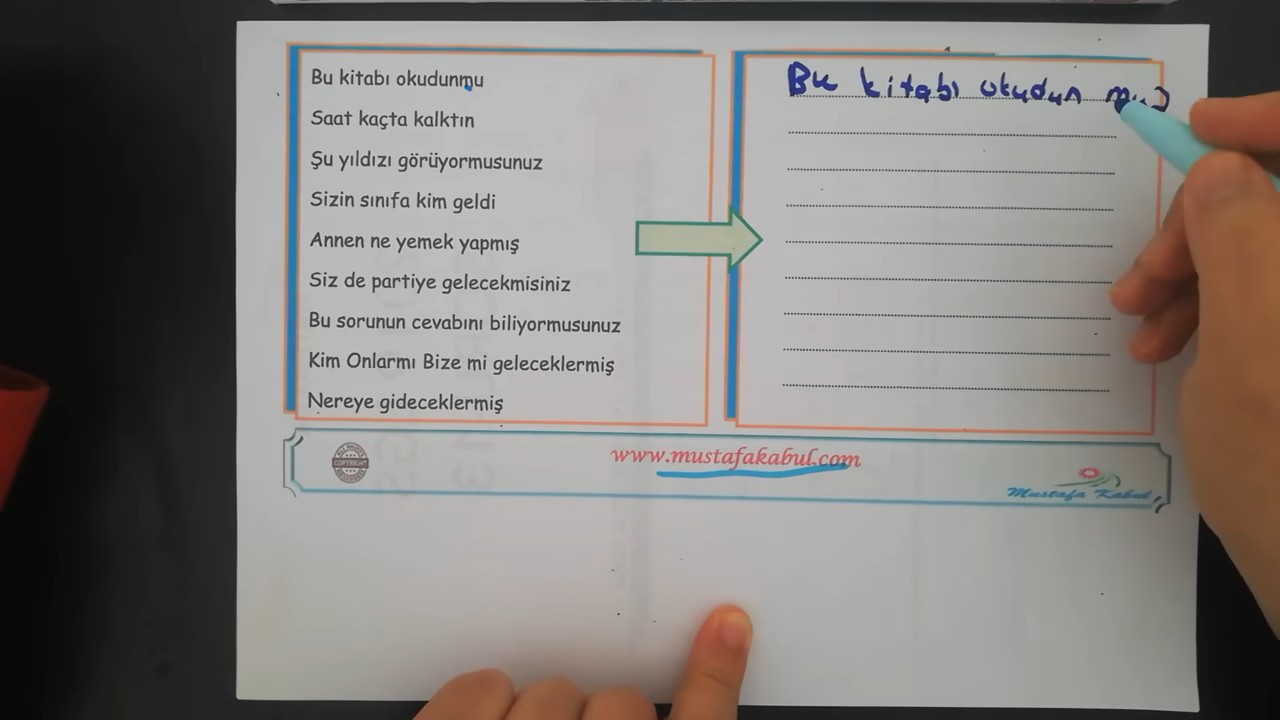 Bu kitabı okudunmu
Saat kaçta kalktın
Şu yıldızı görüyormusunuz
Sizin sınıfa kim geldi
Annen ne yemek yapmış
Siz de partiye gelecekmisiniz
Bu sorunun cevabını biliyormusunuz
Kim Onlarmı Bize mi geleceklermiş
Nereye gideceklermiş
Bu kitabı okudun mu
COPYRIGHT
www.mustafakabul.com
Mustafa Kabul